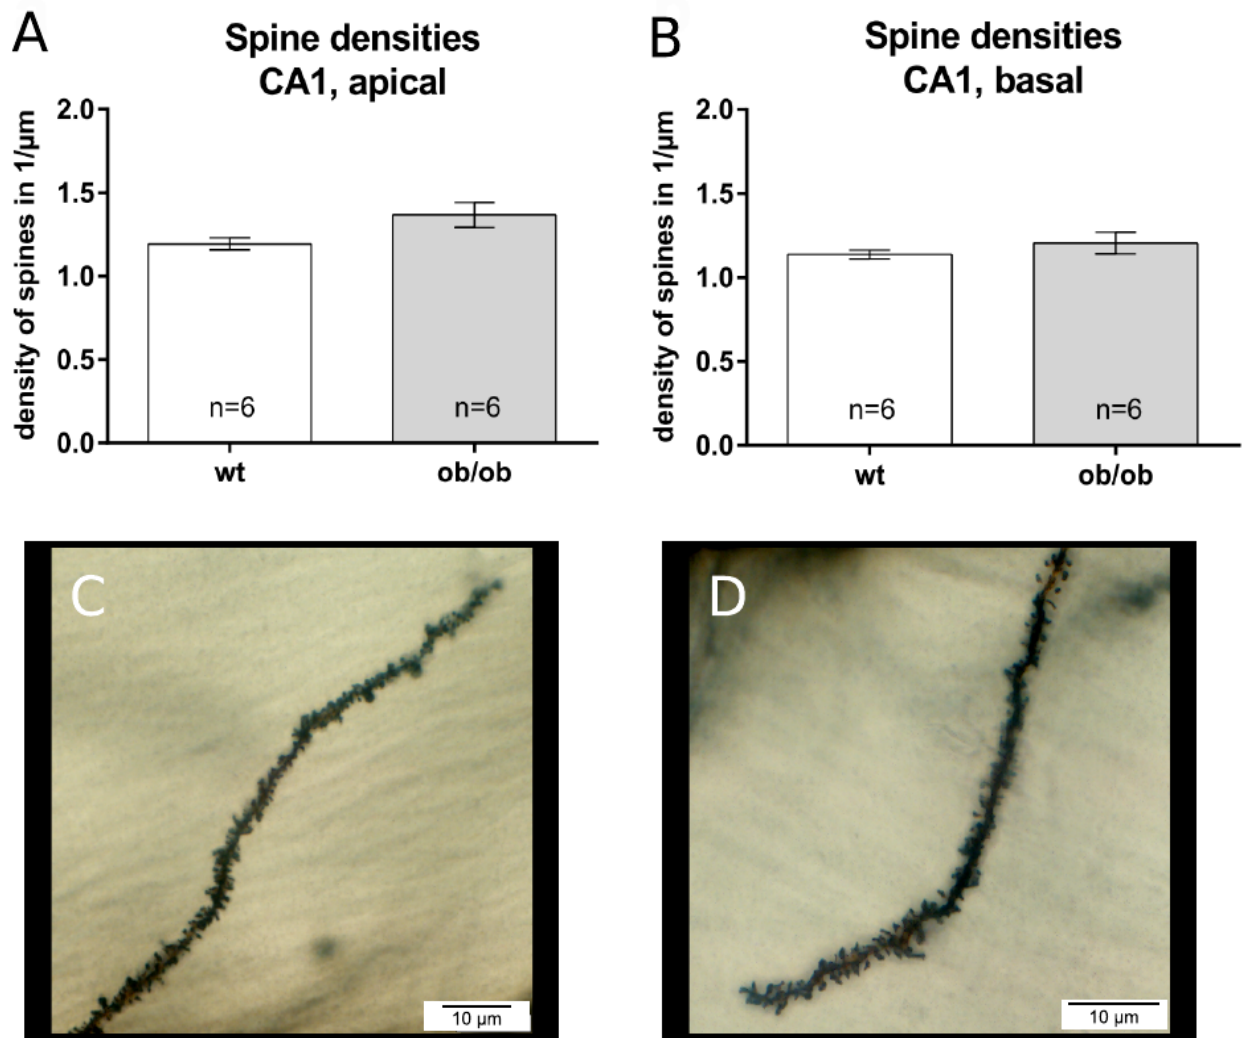 A
Spine densities
CA1, apical
density of spines in 1/µm
2.0
1.5
1.0
0.5
0.0
n=6
n=6
wt
ob/ob
B
Spine densities
CA1, basal
density of spines in 1/µm
2.0
1.5
1.0
0.5
0.0
n=6
n=6
wt
ob/ob
C
10 µm
D
10 µm